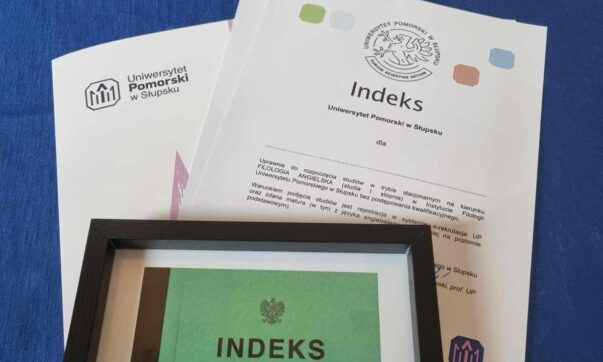 Uniwersytet
Pomorski
w Słupsku
UNIWERSYTET POMORSKI W SŁUPSKU
Indeks
Uniwersytet Pomorski w Słupsku
dla
Uprawnia do rozpoczęcia studiów w trybie stacjonarnym na kierunku
FILOLOGIA ANGIELSKA (studia I stopnia) w Instytucie Filologii
Uniwersytetu Pomorskiego w Słupsku bez postępowania kwalifikacyjnego.
Warunkiem podjęcia studiów jest rejestracja w systemie e-rekrutacja UP
oraz zdana matura (w tym z języka angielskiego na poziomie
podstawowym).
w Słupsku
prof. UP
INDEKS